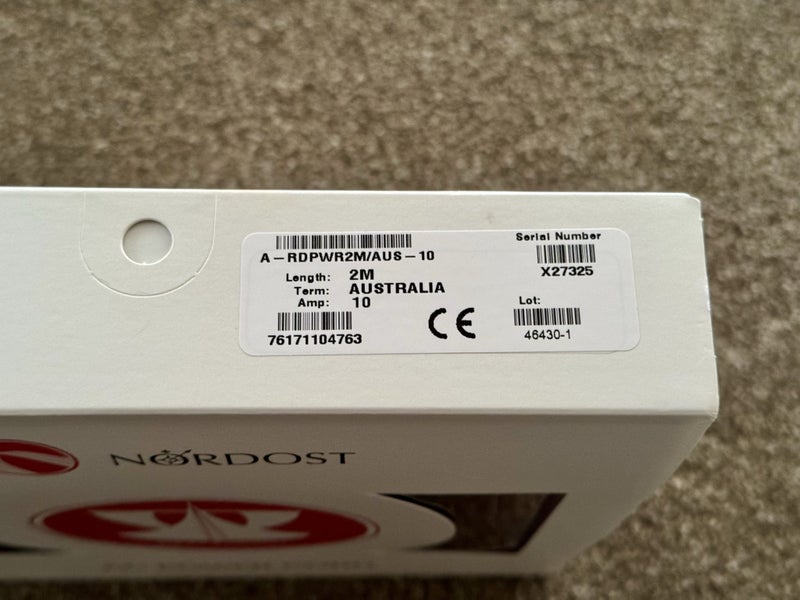 A-RDPWR2M/AUS-10
Length: 2M
Term: AUSTRALIA
Amp: 10
76171104763
CE
Serial Number
X27325
Lot:
46430-1
NORDOST